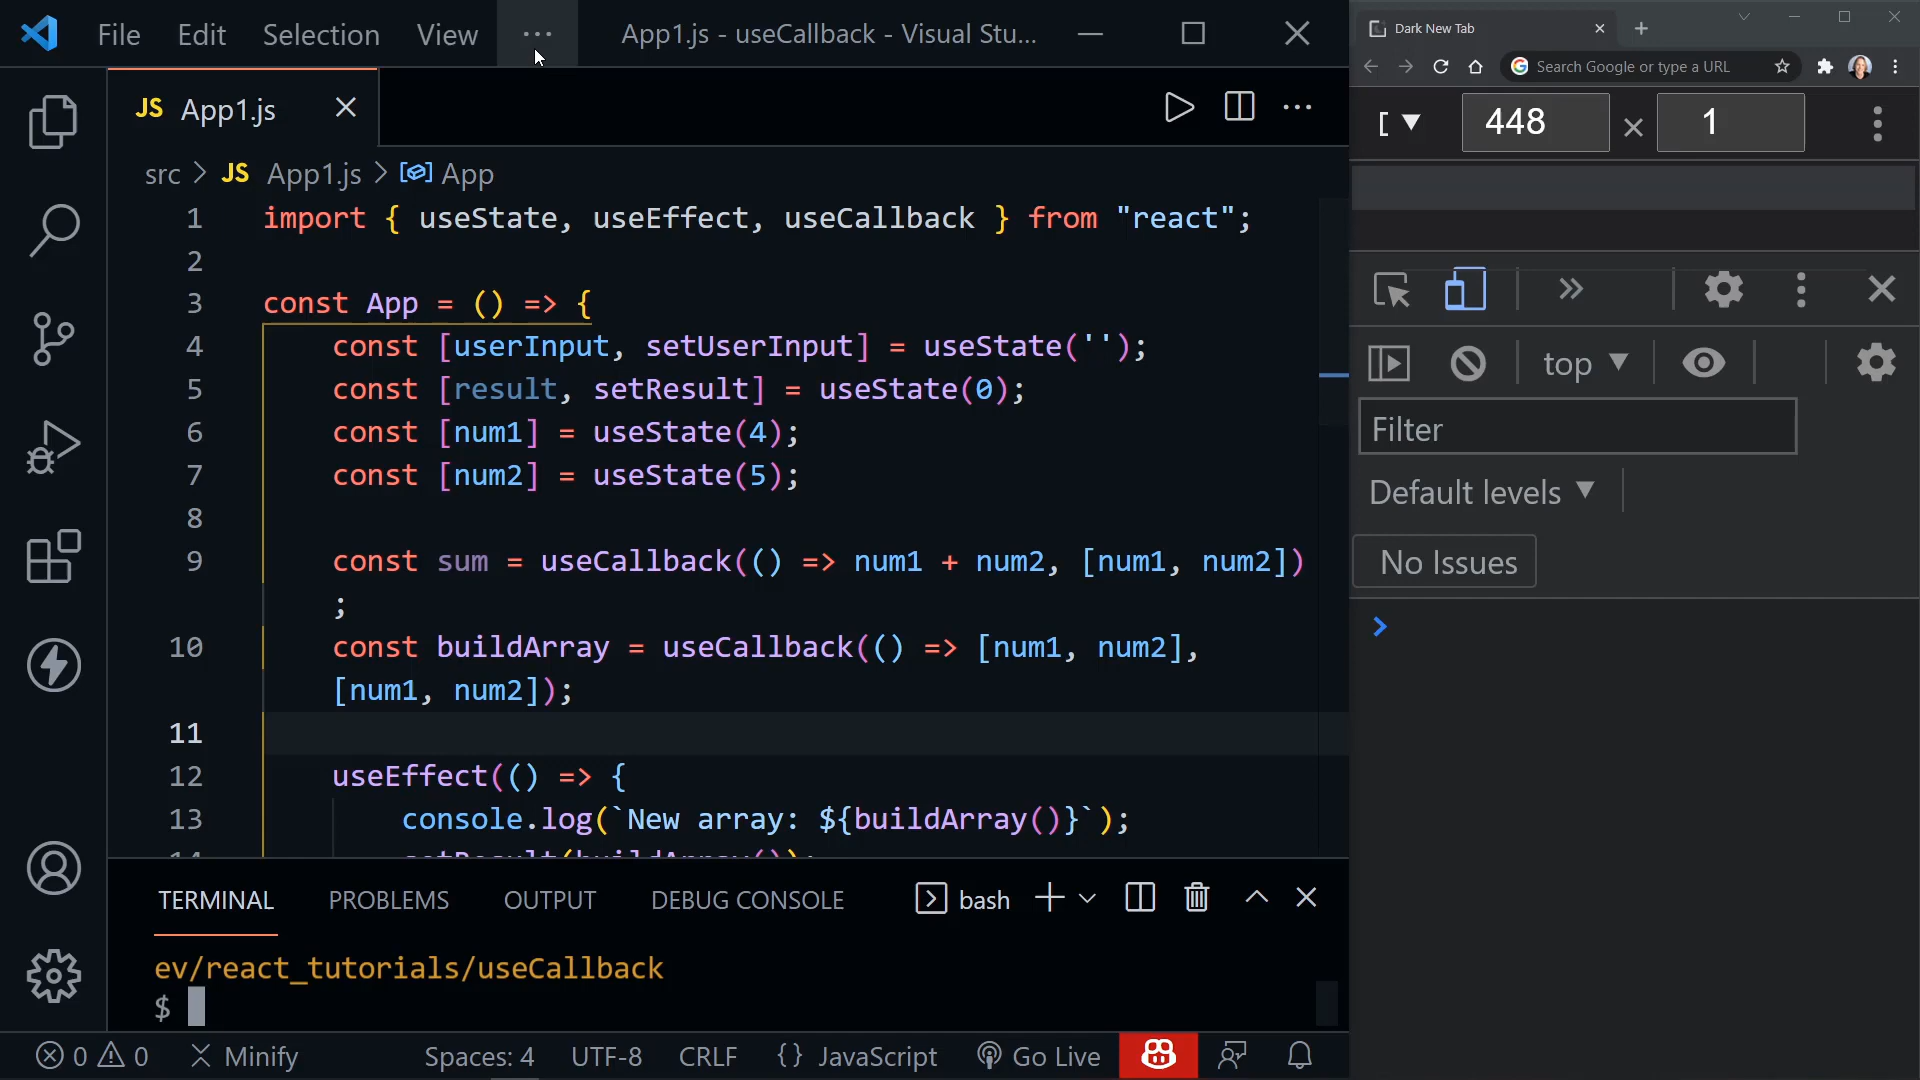 File Edit Selection View ··· App1.js - useCallback - Visual Stu...
JS App1.js
src > JS App1.js > App
1 import { useState, useEffect, useCallback } from "react";
2
3 const App = () => {
4 const [userInput, setUserInput] = useState('');
5 const [result, setResult] = useState(0);
6 const [num1] = useState(4);
7 const [num2] = useState(5);
8
9 const sum = useCallback(() => num1 + num2, [num1, num2])
;
10 const buildArray = useCallback(() => [num1, num2],
[num1, num2]);
11
12 useEffect(() => {
13 console.log(`New array: ${buildArray()}`);
14 setResult(buildArray());
TERMINAL PROBLEMS OUTPUT DEBUG CONSOLE bash
ev/react_tutorials/useCallback
$
0 0 Minify Spaces: 4 UTF-8 CRLF {} JavaScript Go Live
Dark New Tab
Search Google or type a URL
[ ▼ 448 × 1
top ▼
Filter
Default levels ▼
No Issues
>